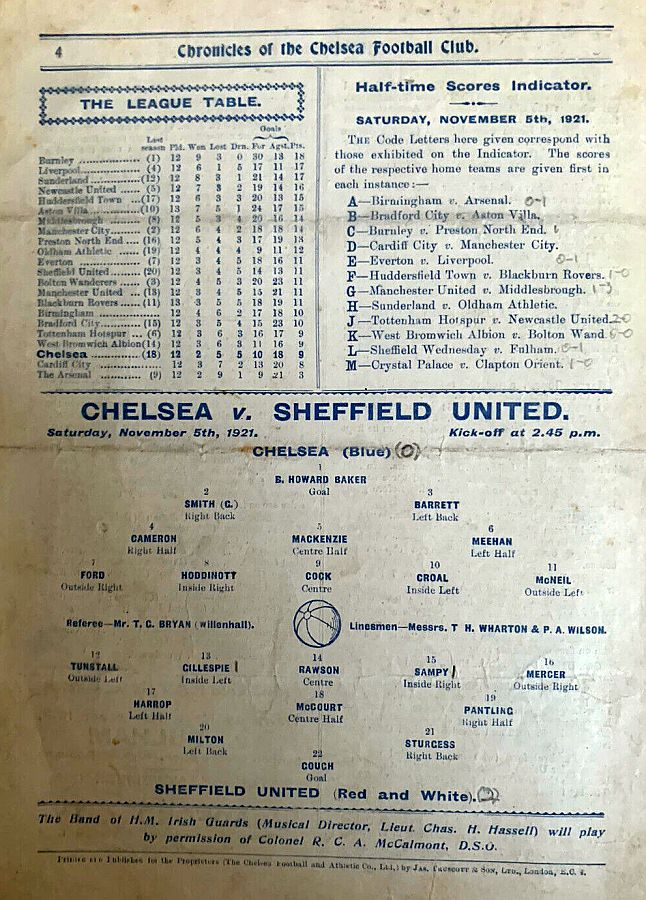 4 Chronicles of the Chelsea Football Club.
THE LEAGUE TABLE.
Goals
Last season Pld. Won Lost Drn. For Agst. Pts.
Burnley (1) 12 9 3 0 30 13 18
Liverpool (4) 12 6 1 5 17 11 17
Sunderland (12) 12 8 3 1 21 14 17
Newcastle United (5) 12 7 3 2 19 14 16
Huddersfield Town (17) 12 6 3 3 20 13 15
Aston Villa (10) 13 7 5 1 24 17 15
Middlesbrough (8) 12 5 3 4 20 16 14
Manchester City (2) 12 6 4 2 18 18 14
Preston North End (16) 12 5 4 3 17 19 13
Oldham Athletic (19) 12 4 4 4 9 11 12
Everton (7) 12 3 4 5 18 16 11
Sheffield United (20) 12 3 4 5 14 13 11
Bolton Wanderers (3) 12 4 5 3 20 23 11
Manchester United (13) 12 3 4 5 15 21 11
Blackburn Rovers (11) 13 3 5 5 18 19 11
Birmingham 12 4 6 2 17 18 10
Bradford City (15) 12 3 5 4 15 23 10
Tottenham Hotspur (6) 12 3 6 3 16 17 9
West Bromwich Albion (14) 12 3 6 3 11 16 9
Chelsea (18) 12 2 5 5 10 18 9
Cardiff City 12 3 7 2 13 20 8
The Arsenal (9) 12 2 9 1 9 21 3
Half-time Scores Indicator.
SATURDAY, NOVEMBER 5th, 1921.
THE Code Letters here given correspond with
those exhibited on the Indicator. The scores
of the respective home teams are given first in
each instance:—
A—Birmingham v. Arsenal. 0-1
B—Bradford City v. Aston Villa.
C—Burnley v. Preston North End.
D—Cardiff City v. Manchester City.
E—Everton v. Liverpool. 0-1
F—Huddersfield Town v. Blackburn Rovers. 1-0
G—Manchester United v. Middlesbrough.
H—Sunderland v. Oldham Athletic.
J—Tottenham Hotspur v. Newcastle United. 2-0
K—West Bromwich Albion v. Bolton Wand.
L—Sheffield Wednesday v. Fulham. 0-1
M—Crystal Palace v. Clapton Orient. 1-0
CHELSEA v. SHEFFIELD UNITED.
Saturday, November 5th, 1921. Kick-off at 2.45 p.m.
CHELSEA (Blue) (0)
1
B. HOWARD BAKER
Goal
2 3
SMITH (G.) BARRETT
Right Back Left Back
4 5 6
CAMERON MACKENZIE MEEHAN
Right Half Centre Half Left Half
7 8 9 10 11
FORD HODDINOTT COCK CROAL McNEIL
Outside Right Inside Right Centre Inside Left Outside Left
Referee—Mr. T. C. BRYAN (Willenhall). Linesmen—Messrs. T H. WHARTON & P. A. WILSON.
12 13 14 15 16
TUNSTALL GILLESPIE 1 RAWSON SAMPY 1 MERCER
Outside Left Inside Left Centre Inside Right Outside Right
17 18 19
HARROP McCOURT PANTLING
Left Half Centre Half Right Half
20 21
MILTON STURGESS
Left Back Right Back
22
COUCH
Goal
SHEFFIELD UNITED (Red and White). (2)
The Band of H.M. Irish Guards (Musical Director, Lieut. Chas. H. Hassell) will play
by permission of Colonel R. C. A. McCalmont, D.S.O.
Printed and Published for the Proprietors (The Chelsea Football and Athletic Co., Ltd.,) by JAS. TRUSCOTT & SON, LTD., London, E.C. 4.